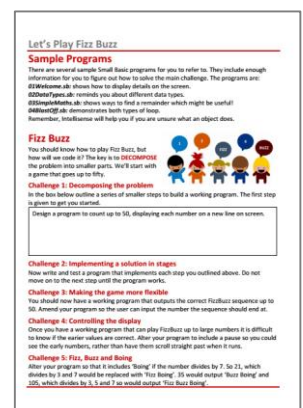 Let's Play Fizz Buzz
Sample Programs
There are several sample Small Basic programs for you to refer to. They include enough
information for you to figure out how to solve the main challenge. The programs are:
01Welcome.sb: shows how to display details on the screen.
02DataTypes.sb: reminds you about different data types.
03SimpleMaths.sb: shows ways to find a remainder which might be useful!
04BlastOff.sb: demonstrates both types of loop.
Remember, Intellisense will help you if you are unsure what an object does.
Fizz Buzz
You should know how to play Fizz Buzz, but
how will we code it? The key is to DECOMPOSE
the problem into smaller parts. We'll start with
a game that goes up to fifty.
1
2
FIZZ
4
BUZZ
Challenge 1: Decomposing the problem
In the box below outline a series of smaller steps to build a working program. The first step
is given to get you started.
Design a program to count up to 50, displaying each number on a new line on screen.
Challenge 2: Implementing a solution in stages
Now write and test a program that implements each step you outlined above. Do not
move on to the next step until the program works.
Challenge 3: Making the game more flexible
You should now have a working program that outputs the correct FizzBuzz sequence up to
50. Amend your program so the user can input the number the sequence should end at.
Challenge 4: Controlling the display
Once you have a working program that can play FizzBuzz up to large numbers it is difficult
to know if the earier values are correct. Alter your program to include a pause so you could
see the early numbers, rather than have them scroll straight past when it runs.
Challenge 5: Fizz, Buzz and Boing
Alter your program so that it includes 'Boing' if the number divides by 7. So 21, which
divides by 3 and 7 would be replaced with 'Fizz Boing'. 35 would output 'Buzz Boing' and
105, which divides by 3, 5 and 7 so would output 'Fizz Buzz Boing'.